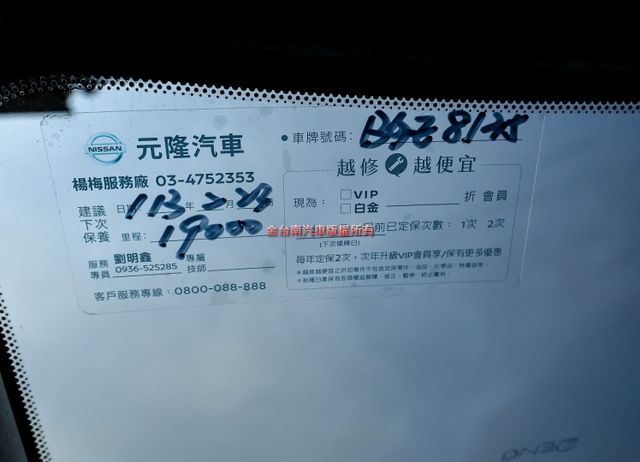 NISSAN 元隆汽車
• 車牌號碼:
楊梅服務廠 03-4752353
越修 越便宜
建議下次保養 日期 113 年 2 月 23
里程: 19000
服務專員 劉明鑫 0936-525285 專屬技師
客戶服務專線:0800-088-888
現為: □VIP □白金 折 會員
前已定保次數: 1次 2次
(下次憑牌日)
每年定保2次,次年升級VIP會員享/保有更多優惠
金台南汽車版權所有
DENQ